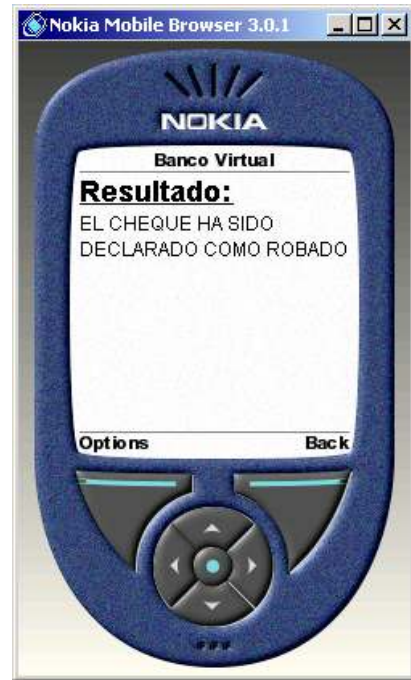 Nokia Mobile Browser 3.0.1
NOKIA
Banco Virtual
Resultado:
EL CHEQUE HA SIDO
DECLARADO COMO ROBADO
Options Back